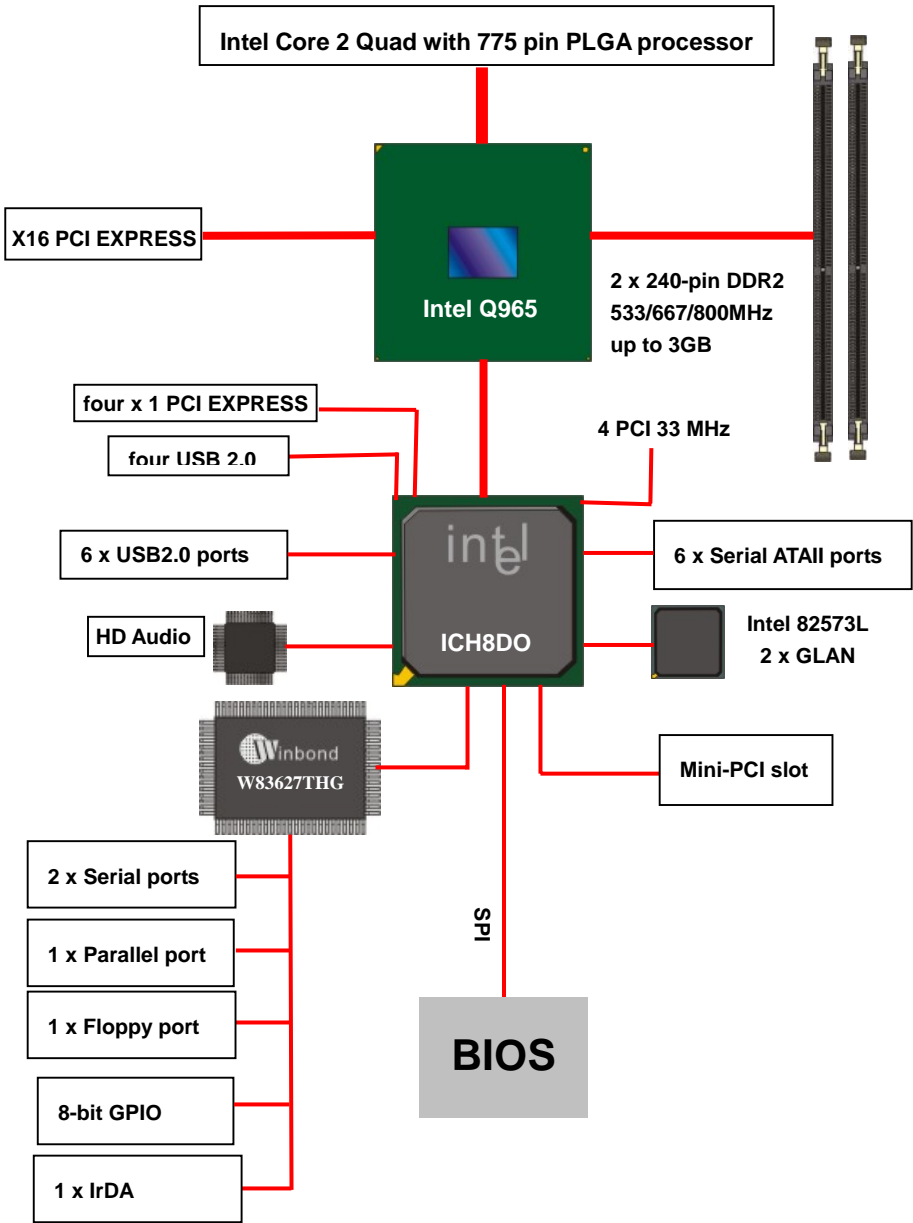 Intel Core 2 Quad with 775 pin PLGA processor
X16 PCI EXPRESS
Intel Q965
2 x 240-pin DDR2
533/667/800MHz
up to 3GB
four x 1 PCI EXPRESS
four USB 2.0
4 PCI 33 MHz
6 x USB2.0 ports
intel
6 x Serial ATAII ports
HD Audio
ICH8DO
Intel 82573L
2 x GLAN
Winbond
W83627THG
Mini-PCI slot
2 x Serial ports
1 x Parallel port
1 x Floppy port
8-bit GPIO
1 x IrDA
SPI
BIOS